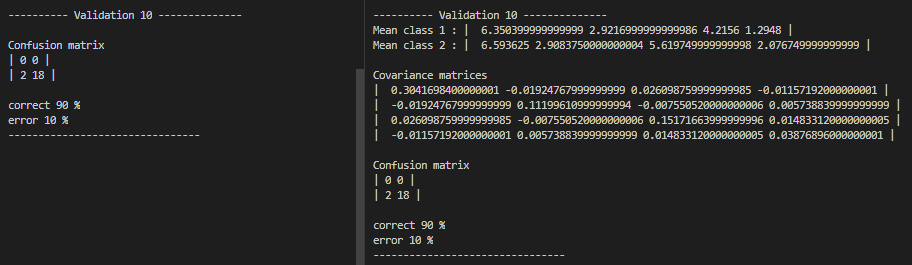 ---------- Validation 10 --------------
Confusion matrix
| 0 0 |
| 2 18 |
correct 90 %
error 10 %
--------------------------------
---------- Validation 10 --------------
Mean class 1 : | 6.350399999999999 2.9216999999999986 4.2156 1.2948 |
Mean class 2 : | 6.593625 2.9083750000000004 5.619749999999998 2.076749999999999 |
Covariance matrices
| 0.3041698400000001 -0.01924767999999999 0.026098759999999985 -0.01157192000000001 |
| -0.01924767999999999 0.11199610999999994 -0.007550520000000006 0.005738839999999999 |
| 0.026098759999999985 -0.007550520000000006 0.15171663999999996 0.014833120000000005 |
| -0.01157192000000001 0.005738839999999999 0.014833120000000005 0.03876896000000001 |
Confusion matrix
| 0 0 |
| 2 18 |
correct 90 %
error 10 %
--------------------------------